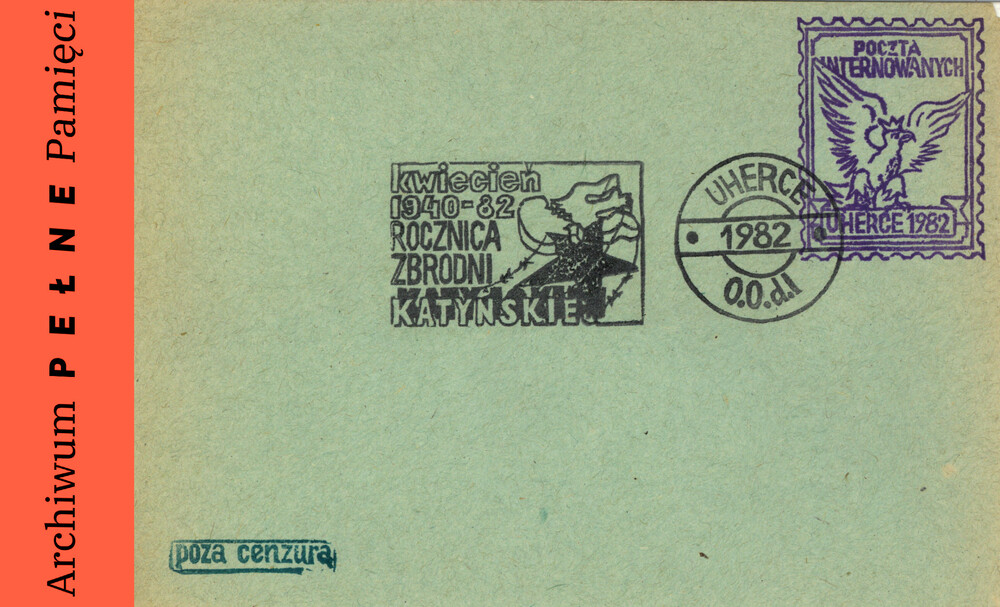 Archiwum PEŁNE Pamięci
POCZTA
INTERNOWANYCH
UHERCE 1982
kwiecień
1940-82
ROCZNICA
ZBRODNI
KATYŃSKIEJ
UHERCE
1982
O.O.d.I
poza cenzurą